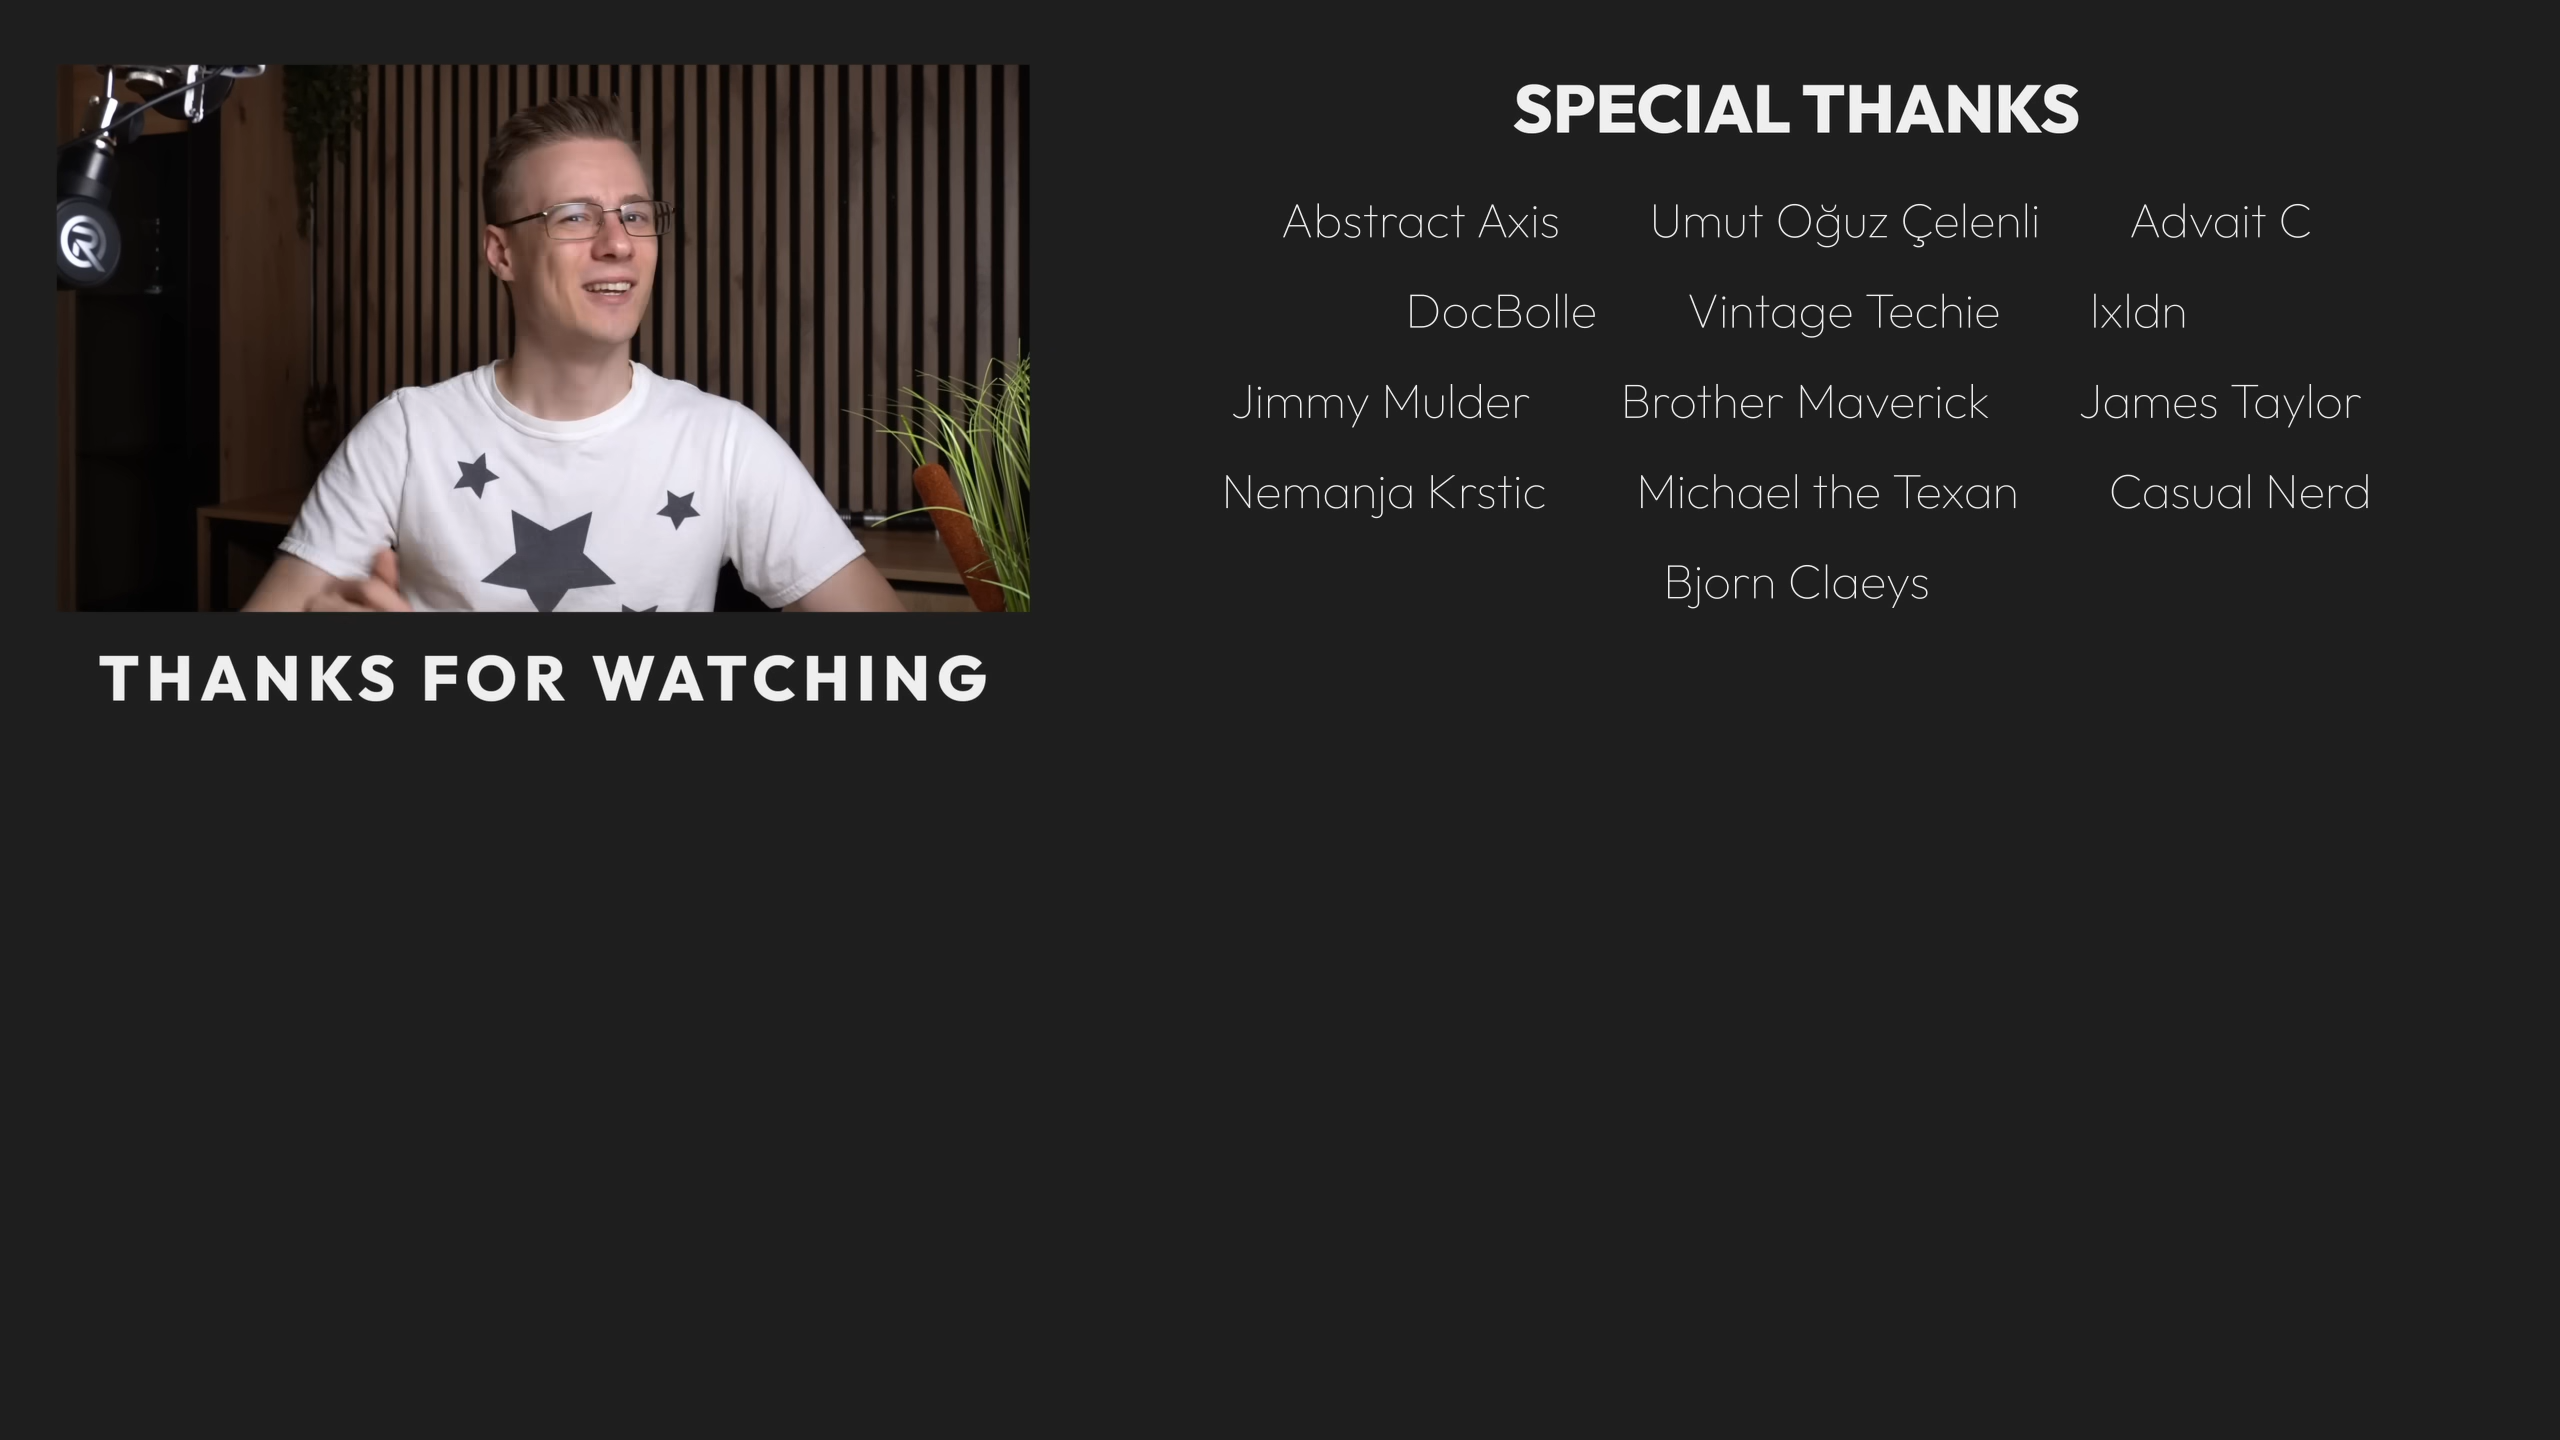 SPECIAL THANKS
Abstract Axis Umut Oğuz Çelenli Advait C
DocBolle Vintage Techie lxldn
Jimmy Mulder Brother Maverick James Taylor
Nemanja Krstic Michael the Texan Casual Nerd
Bjorn Claeys
THANKS FOR WATCHING